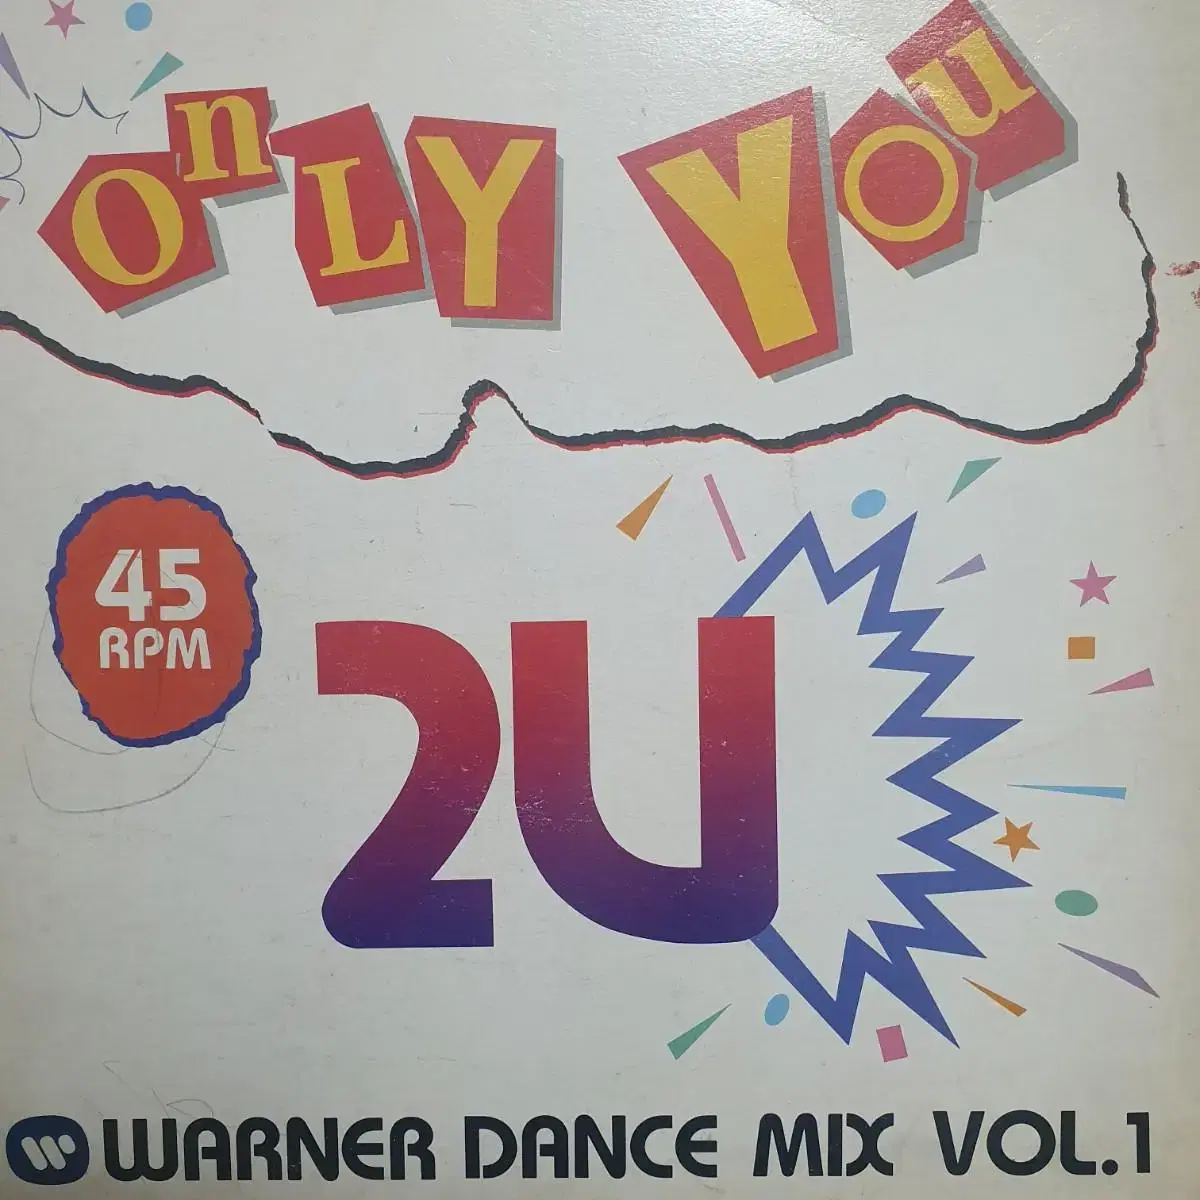 OnLY You
45
RPM
2U
WARNER DANCE MIX VOL.1